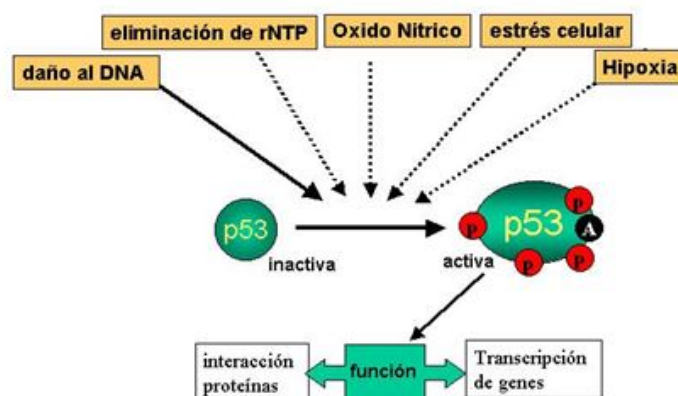 eliminación de rNTP
Oxido Nitrico
estrés celular
daño al DNA
Hipoxia
p53
inactiva
p53
activa
P
P
A
P
P
interacción
proteínas
función
Transcripción
de genes